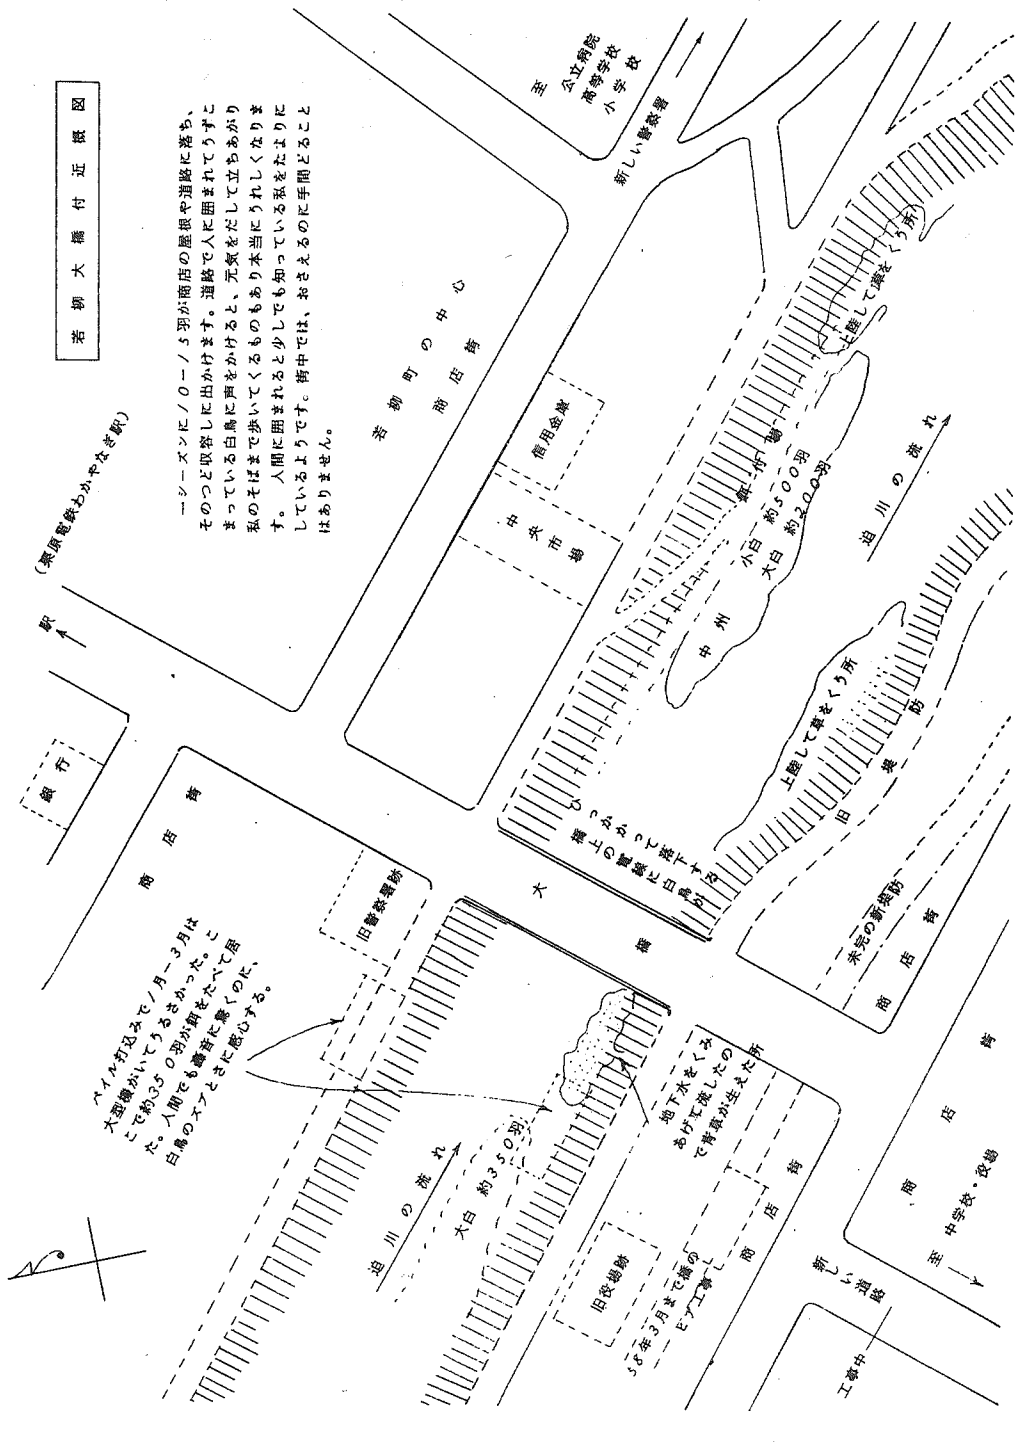 若柳大橋付近概図
一シーズンに10－15羽が商店の屋根や道路に落ち、
そのつど収容しに出かけます。道路で人に囲まれてうずこ
まっている白鳥に声をかけると、元気をだして立ちあがり
私のそばまで歩いてくるものもあり本当にうれしくなりま
す。人間に囲まれると少しでも知っている私をたよりに
しているようです。街中では、おさえるのに手間どること
はありません。
(栗原電鉄わかやなぎ駅)
駅
銀行
至
公立病院
高等学校
小学校
新しい警察署
若柳町の中心
商店街
信用金庫
中央市場
商店街
旧警察署跡
パイル打込みで1月－3月は
大型機がいてうるさかった。こ
こで約350羽が餌をたべて居
た。人間でも轟音に驚くのに、
白鳥のズブとさに感心する。
上陸して草をくう所
餌付場
小白 約500羽
大白 約200羽
中州
迫川の流れ
上陸して草をくう所
旧堤防
橋上の電線に白鳥が
ひっかかって落下する
大橋
未完の新堤防
商店街
迫川の流れ
大白 約350羽
地下水をくみ
あげて流したの
で青草が生えた所
旧役場跡
58年3月まで橋の
ピア工事
商店街
商店街
至
中学校・役場
新しい道路
工事中